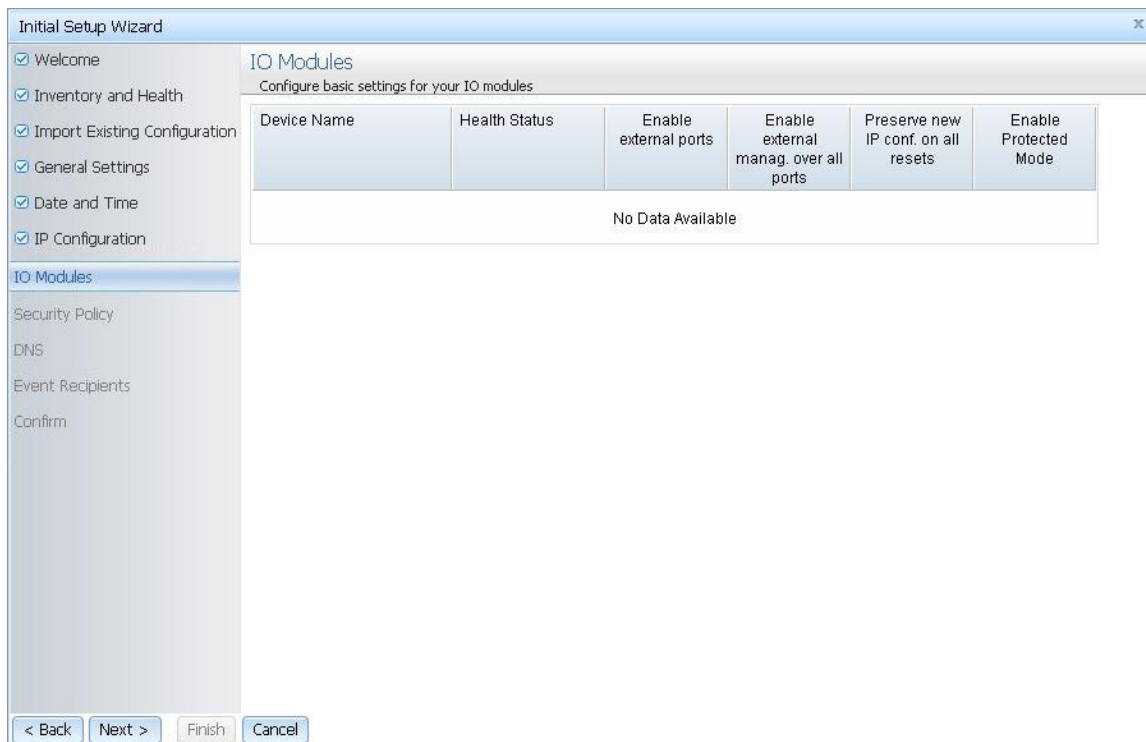 Initial Setup Wizard
x
Welcome
Inventory and Health
Import Existing Configuration
General Settings
Date and Time
IP Configuration
IO Modules
Security Policy
DNS
Event Recipients
Confirm
IO Modules
Configure basic settings for your IO modules
Device Name
Health Status
Enable
external ports
Enable
external
manag. over all
ports
Preserve new
IP conf. on all
resets
Enable
Protected
Mode
No Data Available
< Back
Next >
Finish
Cancel